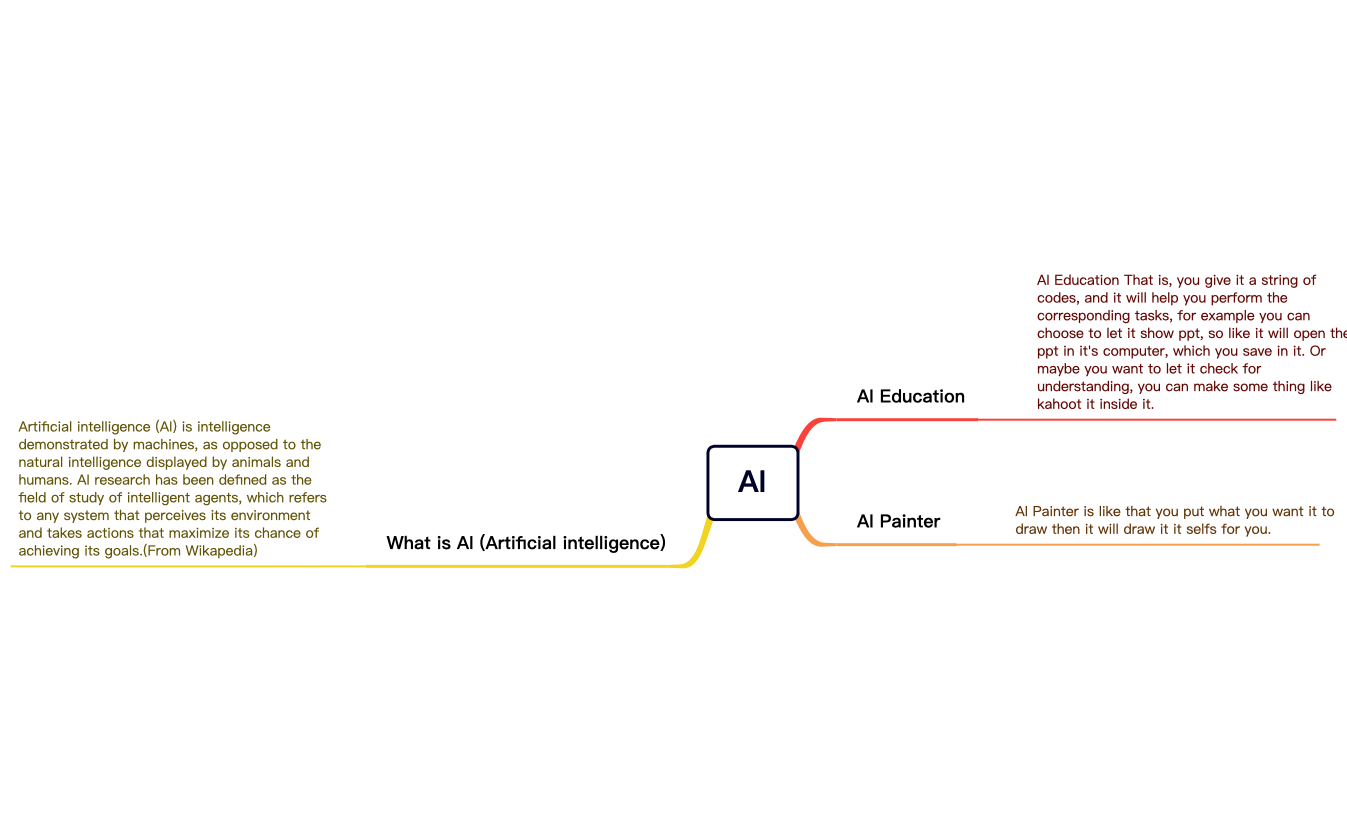 AI
AI Education
AI Education That is, you give it a string of
codes, and it will help you perform the
corresponding tasks, for example you can
choose to let it show ppt, so like it will open the
ppt in it's computer, which you save in it. Or
maybe you want to let it check for
understanding, you can make some thing like
kahoot it inside it.
AI Painter
AI Painter is like that you put what you want it to
draw then it will draw it it selfs for you.
What is AI (Artificial intelligence)
Artificial intelligence (AI) is intelligence
demonstrated by machines, as opposed to the
natural intelligence displayed by animals and
humans. AI research has been defined as the
field of study of intelligent agents, which refers
to any system that perceives its environment
and takes actions that maximize its chance of
achieving its goals.(From Wikapedia)